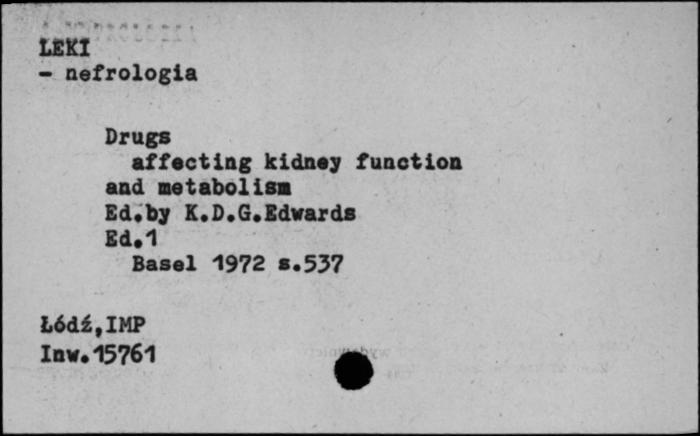 LEKI
- nefrologia
Drugs
affecting kidney function
and metabolism
Ed.by K.D.G.Edwards
Ed.1
Basel 1972 s.537
Łódź,IMP
Inw.15761